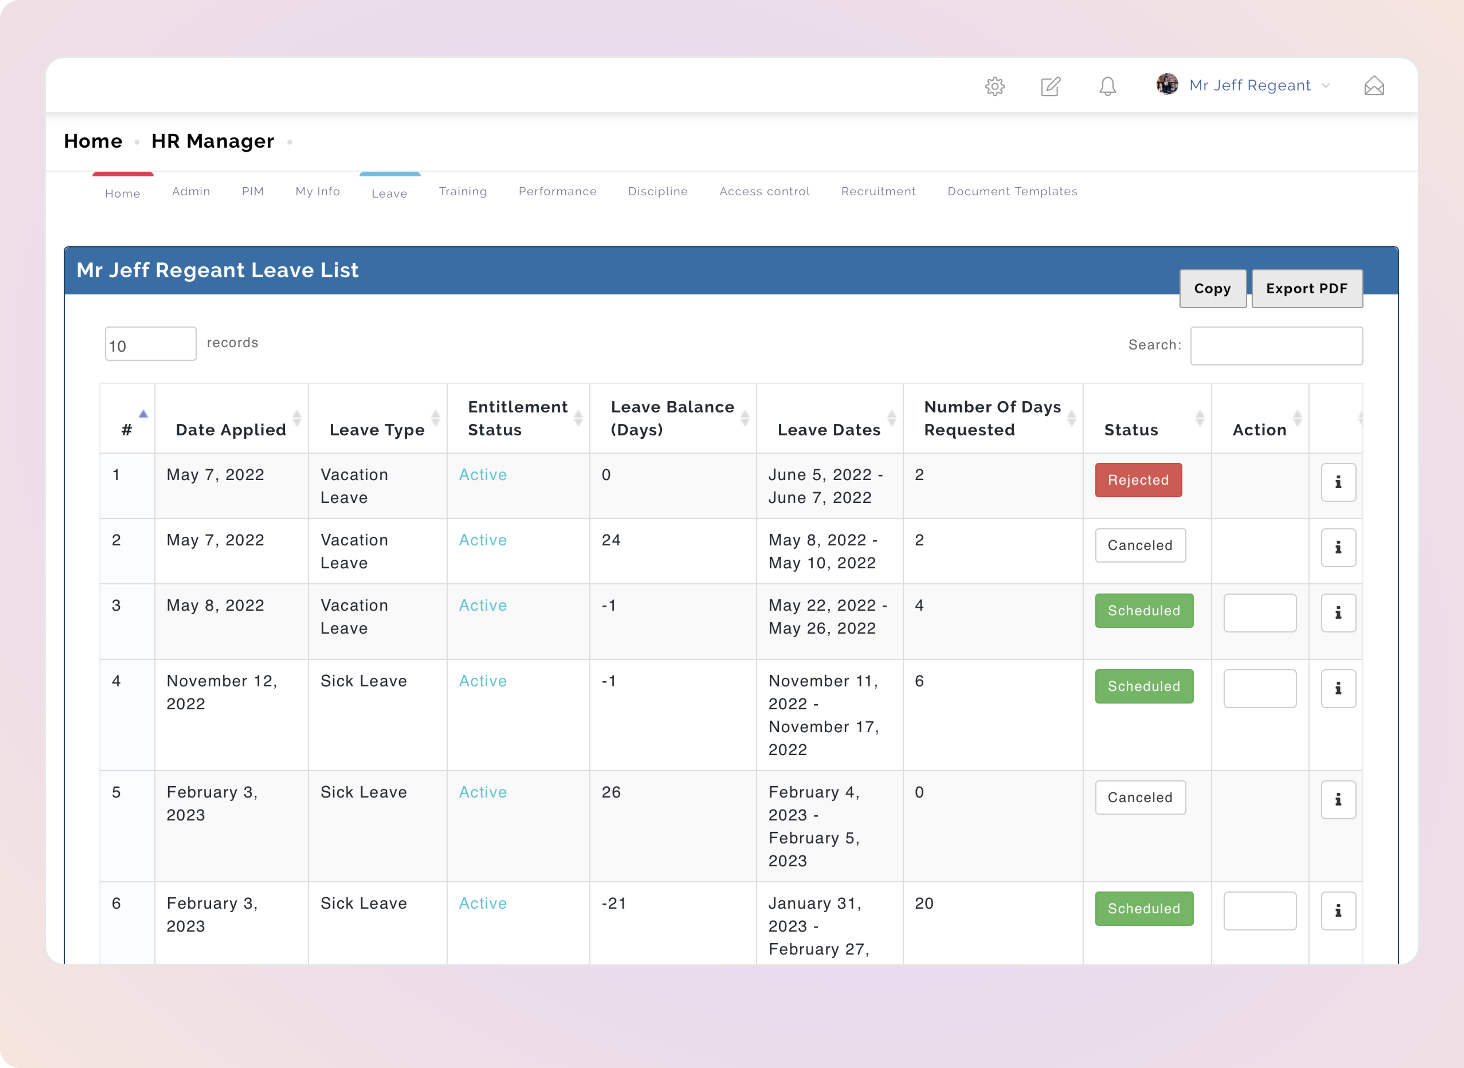 Mr Jeff Regeant
Home • HR Manager •
Home Admin PIM My Info Leave Training Performance Discipline Access control Recruitment Document Templates
Mr Jeff Regeant Leave List
Copy Export PDF
10 records Search:
# Date Applied Leave Type Entitlement Status Leave Balance (Days) Leave Dates Number Of Days Requested Status Action
1 May 7, 2022 Vacation Leave Active 0 June 5, 2022 - June 7, 2022 2 Rejected i
2 May 7, 2022 Vacation Leave Active 24 May 8, 2022 - May 10, 2022 2 Canceled i
3 May 8, 2022 Vacation Leave Active -1 May 22, 2022 - May 26, 2022 4 Scheduled i
4 November 12, 2022 Sick Leave Active -1 November 11, 2022 - November 17, 2022 6 Scheduled i
5 February 3, 2023 Sick Leave Active 26 February 4, 2023 - February 5, 2023 0 Canceled i
6 February 3, 2023 Sick Leave Active -21 January 31, 2023 - February 27, 20 Scheduled i